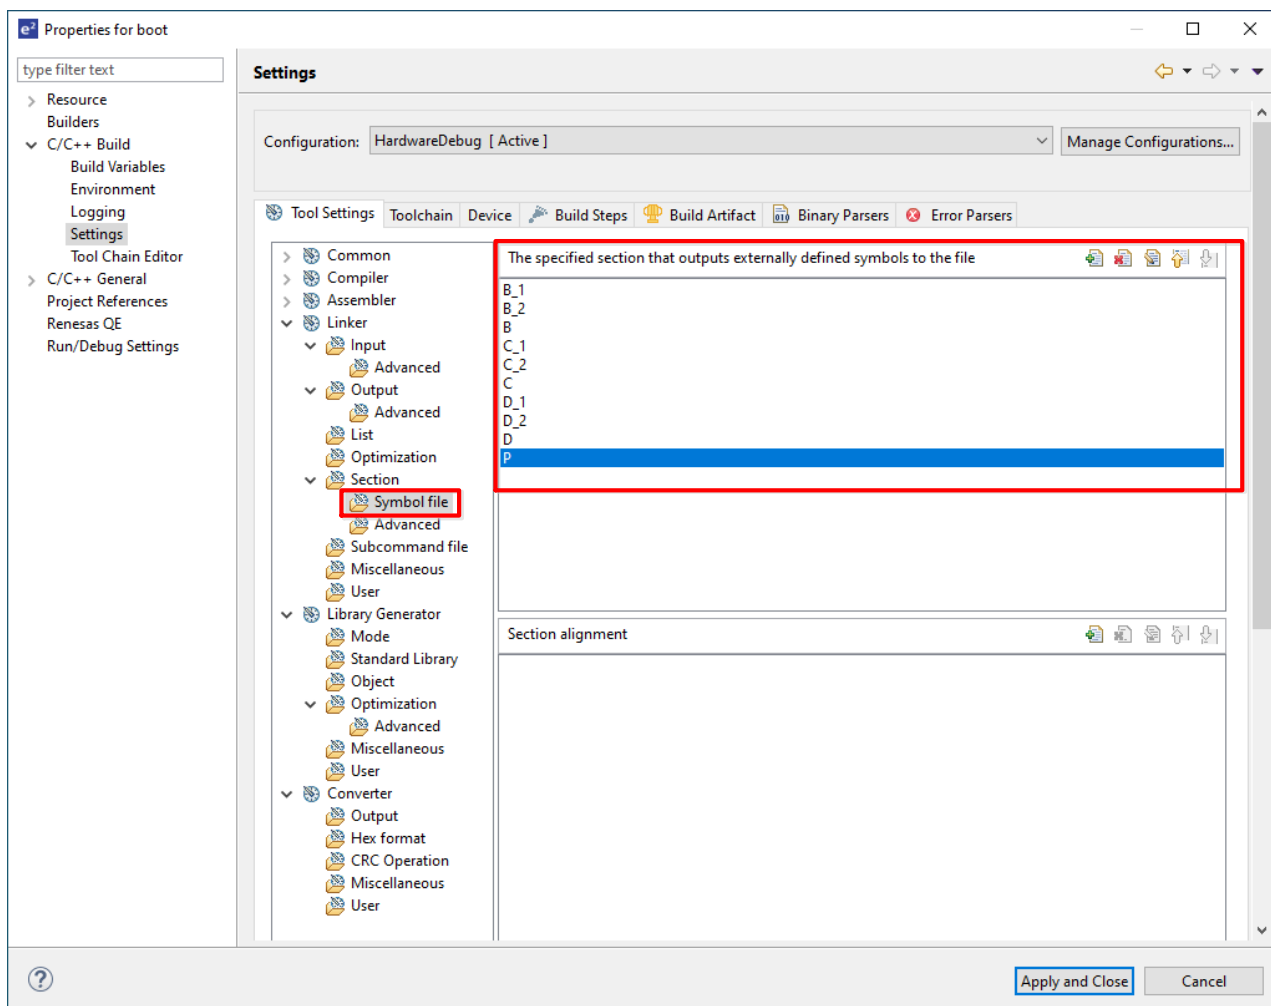 e² Properties for boot
type filter text
Resource
Builders
C/C++ Build
Build Variables
Environment
Logging
Settings
Tool Chain Editor
C/C++ General
Project References
Renesas QE
Run/Debug Settings
Settings
Configuration: HardwareDebug [ Active ] Manage Configurations...
Tool Settings Toolchain Device Build Steps 010 Build Artifact Binary Parsers Error Parsers
Common
Compiler
Assembler
Linker
Input
Advanced
Output
Advanced
List
Optimization
Section
Symbol file
Advanced
Subcommand file
Miscellaneous
User
Library Generator
Mode
Standard Library
Object
Optimization
Advanced
Miscellaneous
User
Converter
Output
Hex format
CRC Operation
Miscellaneous
User
The specified section that outputs externally defined symbols to the file
B_1
B_2
B
C_1
C_2
C
D_1
D_2
D
P
Section alignment
?
Apply and Close Cancel